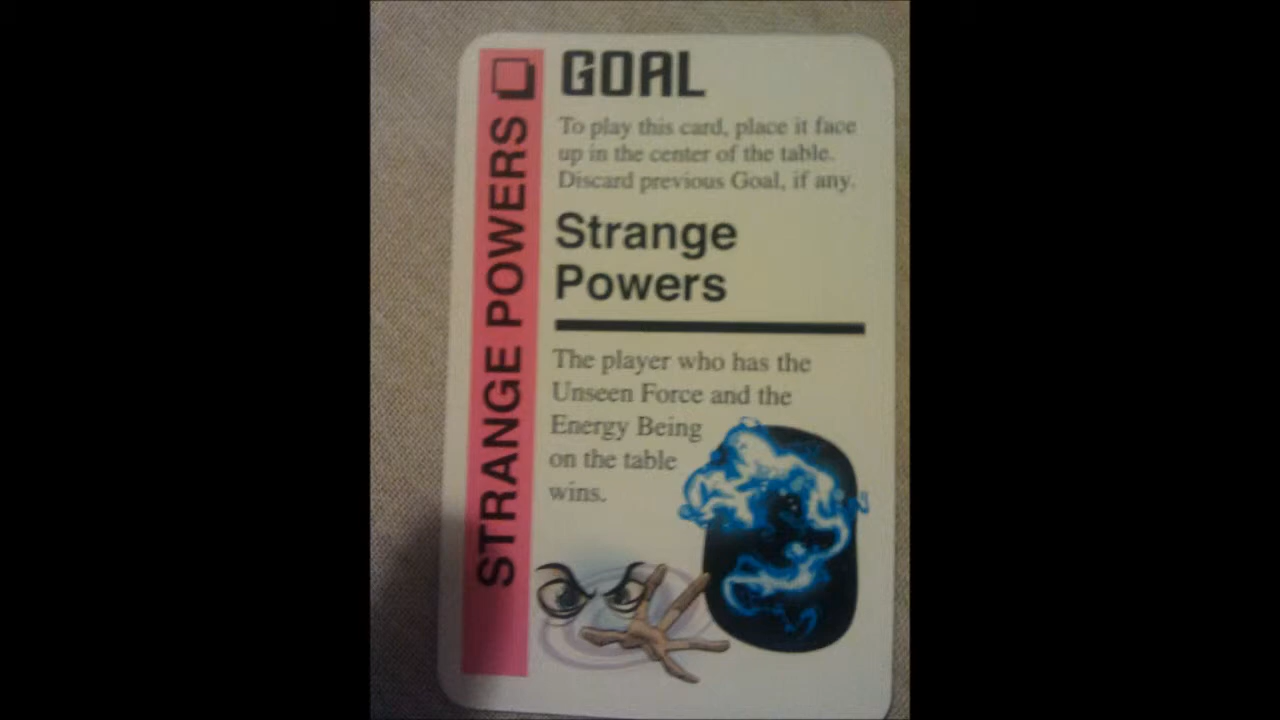 STRANGE POWERS
GOAL
To play this card, place it face
up in the center of the table.
Discard previous Goal, if any.
Strange
Powers
The player who has the
Unseen Force and the
Energy Being
on the table
wins.